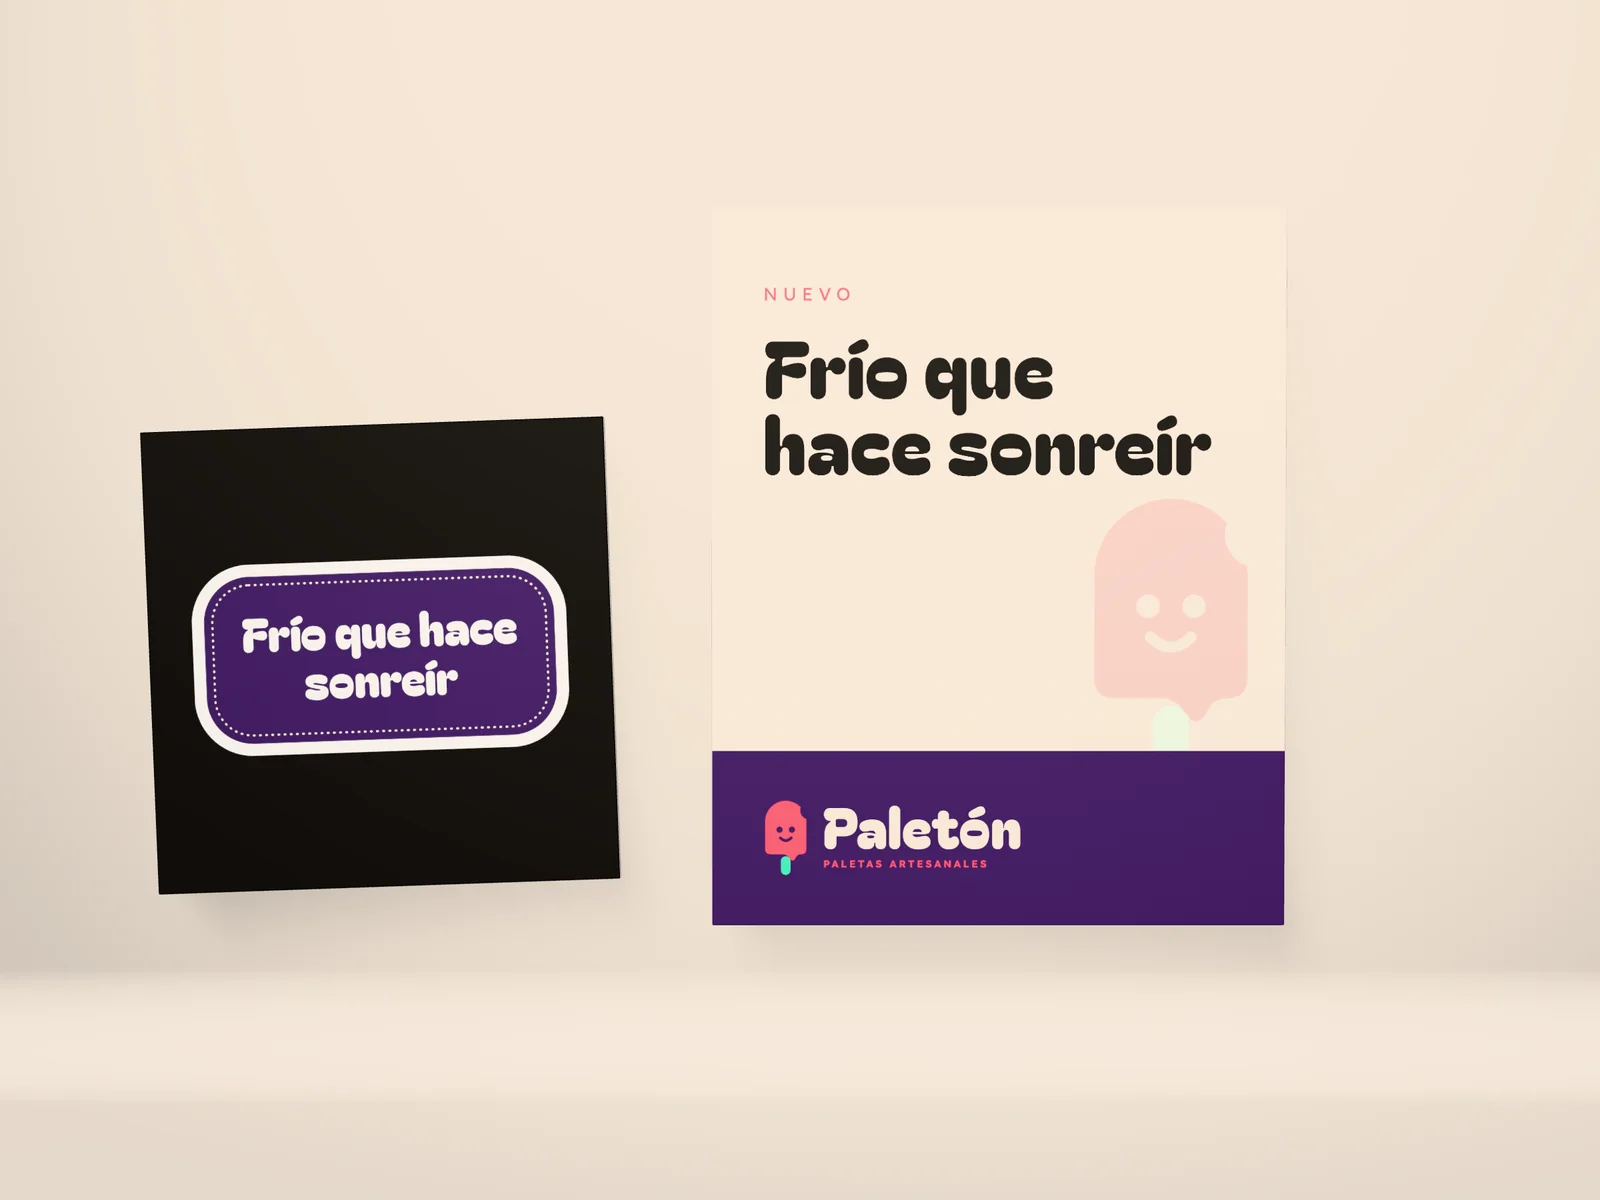 Frío que hace
sonreír
NUEVO
Frío que
hace sonreír
Paletón
PALETAS ARTESANALES